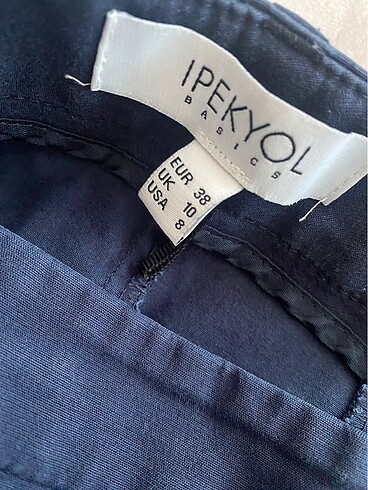 IPEKYOL
BASICS
EUR 38
UK 10
USA 8